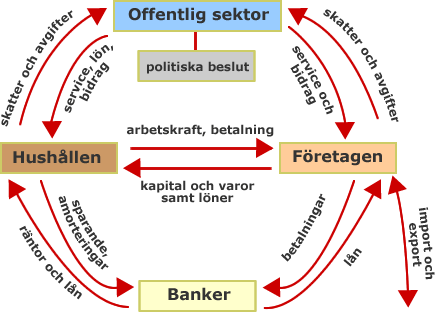 Offentlig sektor
politiska beslut
skatter och avgifter
service, lön,
bidrag
service och
bidrag
skatter och avgifter
arbetskraft, betalning
Hushållen
Företagen
kapital och varor
samt löner
sparande,
amorteringar
räntor och lån
betalningar
lån
import och
export
Banker